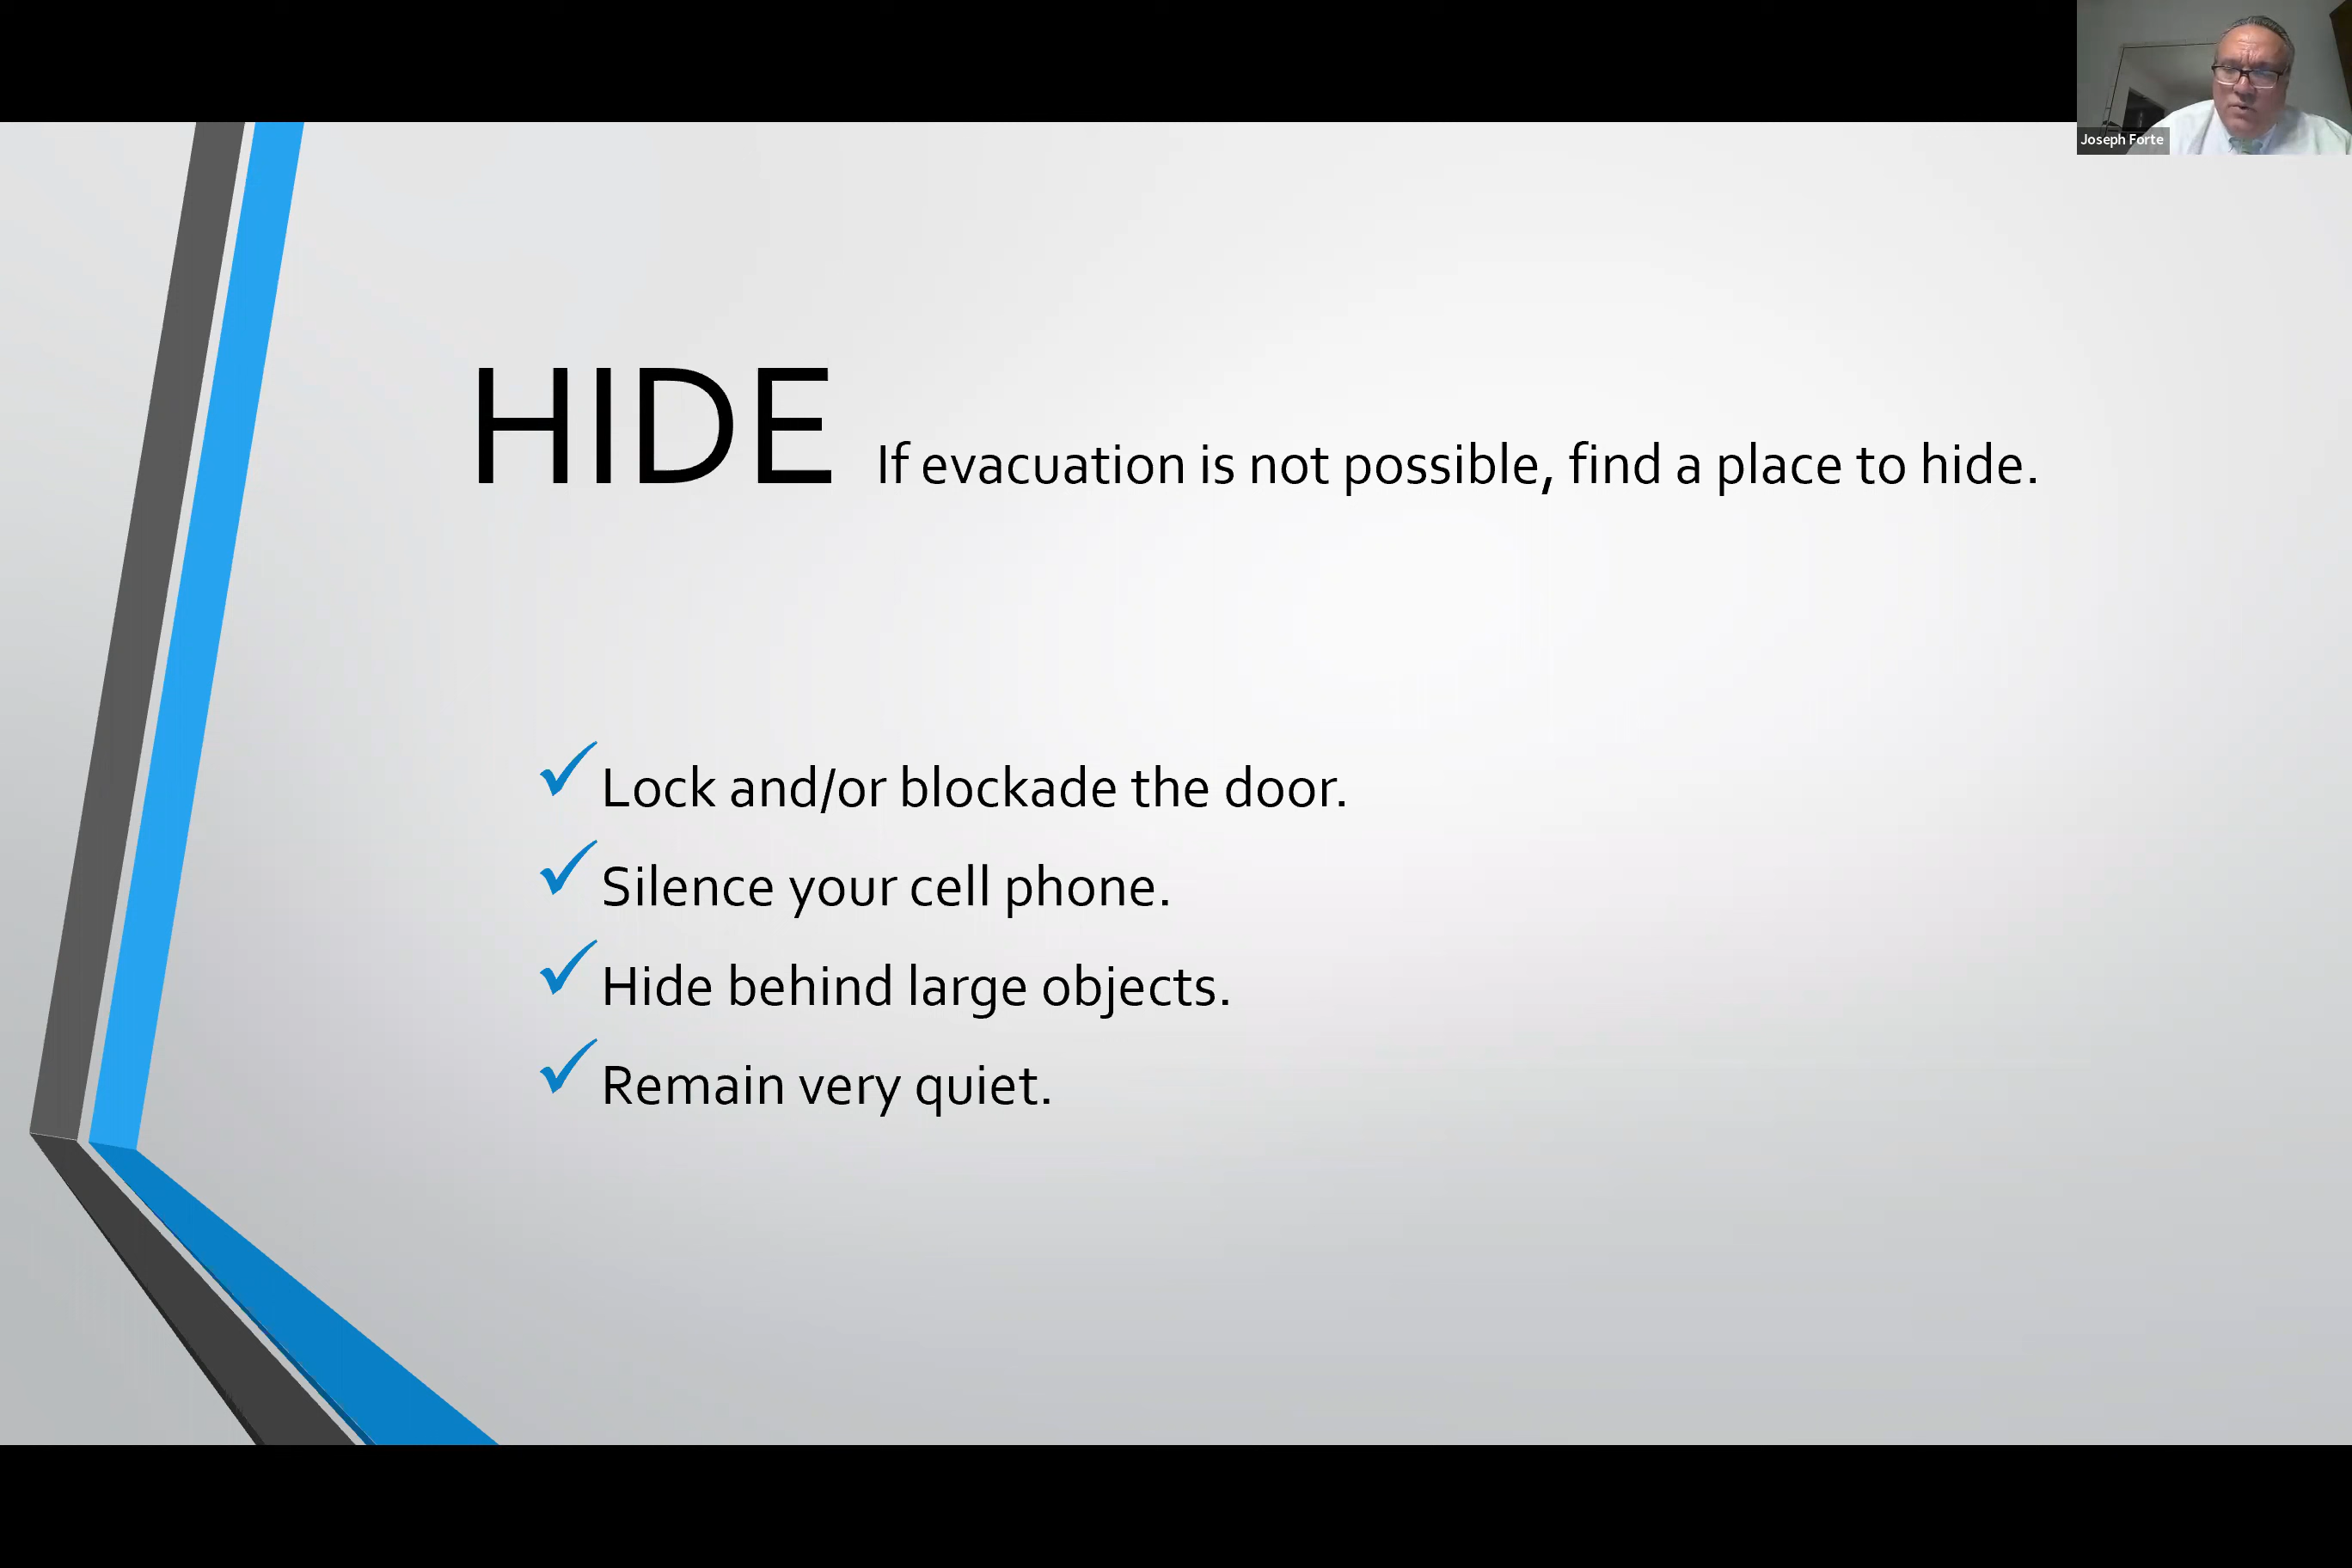 Joseph Forte
HIDE If evacuation is not possible, find a place to hide.
Lock and/or blockade the door.
Silence your cell phone.
Hide behind large objects.
Remain very quiet.